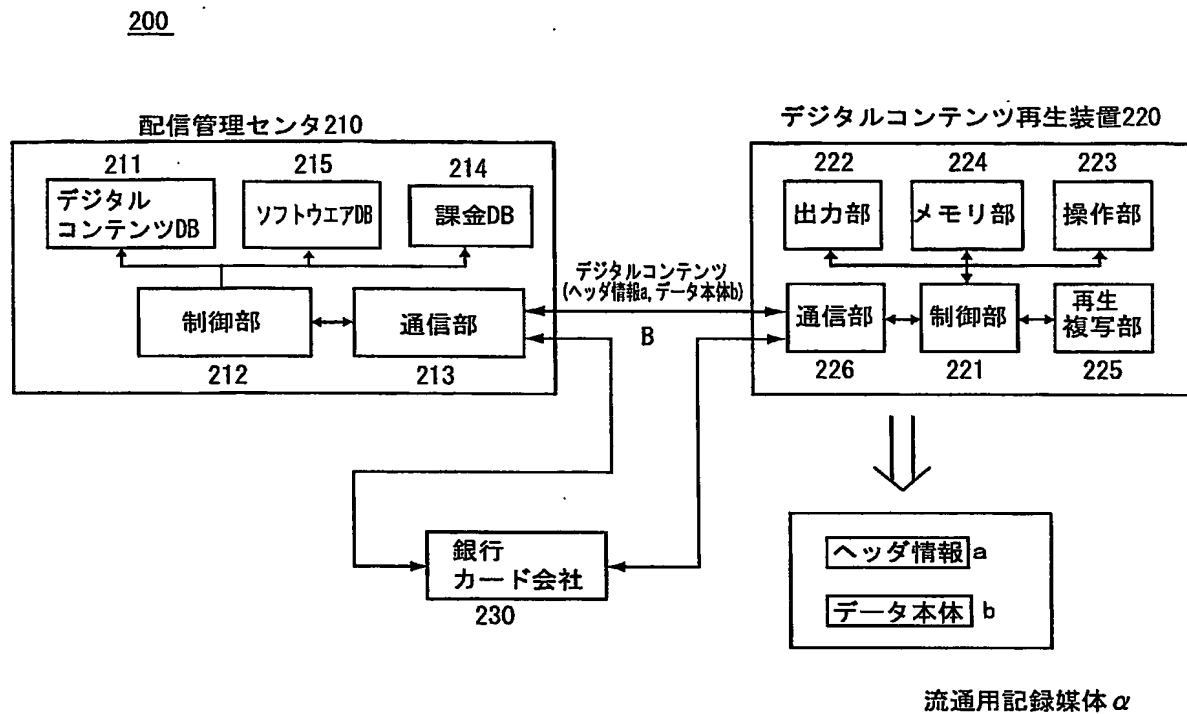 200
配信管理センタ210
211
215
214
デジタル
コンテンツDB
ソフトウエアDB
課金DB
制御部
通信部
212
213
デジタルコンテンツ
(ヘッダ情報a, データ本体b)
B
デジタルコンテンツ再生装置220
222
224
223
出力部
メモリ部
操作部
通信部
制御部
再生
複写部
226
221
225
銀行
カード会社
230
ヘッダ情報 a
データ本体 b
流通用記録媒体α